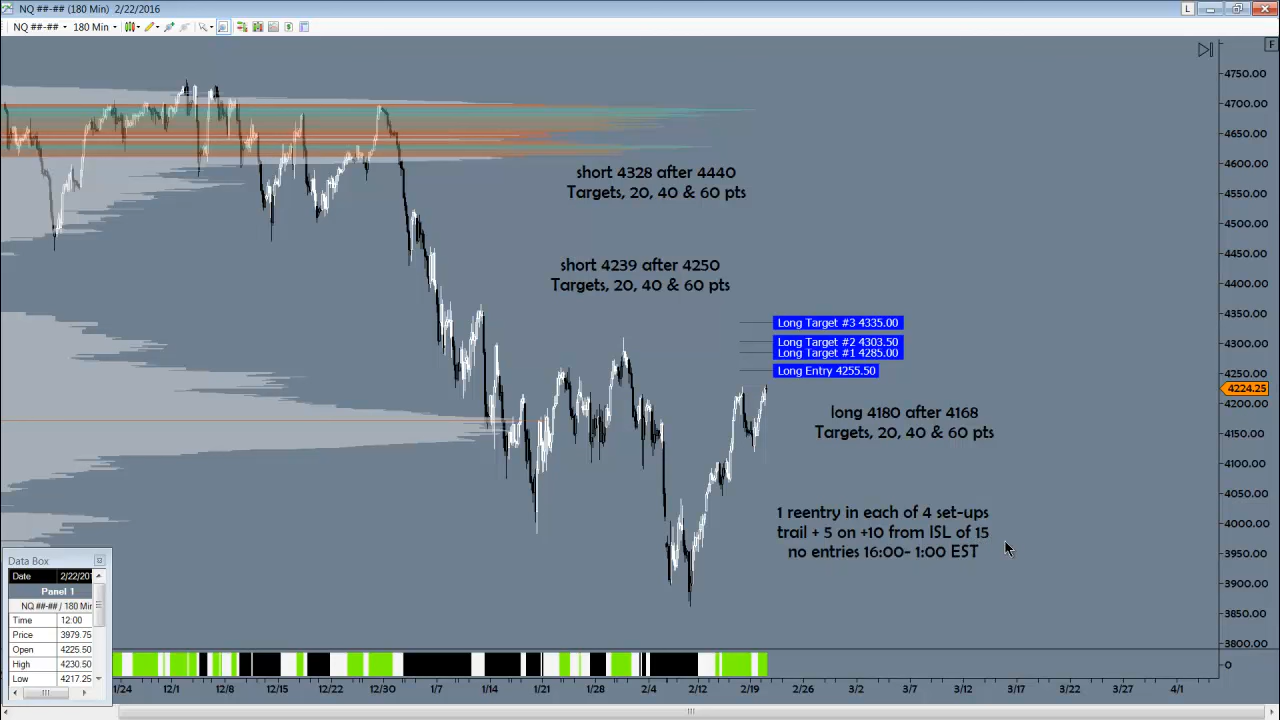 NQ ##-## (180 Min) 2/22/2016
L
NQ ##-## 180 Min
F
4750.00
4700.00
4650.00
4600.00
4550.00
4500.00
4450.00
4400.00
4350.00
4300.00
4250.00
4224.25
4200.00
4150.00
4100.00
4050.00
4000.00
3950.00
3900.00
3850.00
3800.00
0
short 4328 after 4440
Targets, 20, 40 & 60 pts
short 4239 after 4250
Targets, 20, 40 & 60 pts
Long Target #3 4335.00
Long Target #2 4303.50
Long Target #1 4285.00
Long Entry 4255.50
long 4180 after 4168
Targets, 20, 40 & 60 pts
1 reentry in each of 4 set-ups
trail + 5 on +10 from ISL of 15
no entries 16:00- 1:00 EST
Data Box
Date 2/22/201
Panel 1
NQ ##-## / 180 Min
Time 12:00
Price 3979.75
Open 4225.50
High 4230.50
Low 4217.25
1/24 12/1 12/8 12/15 12/22 12/30 1/7 1/14 1/21 1/28 2/4 2/12 2/19 2/26 3/2 3/7 3/12 3/17 3/22 3/27 4/1